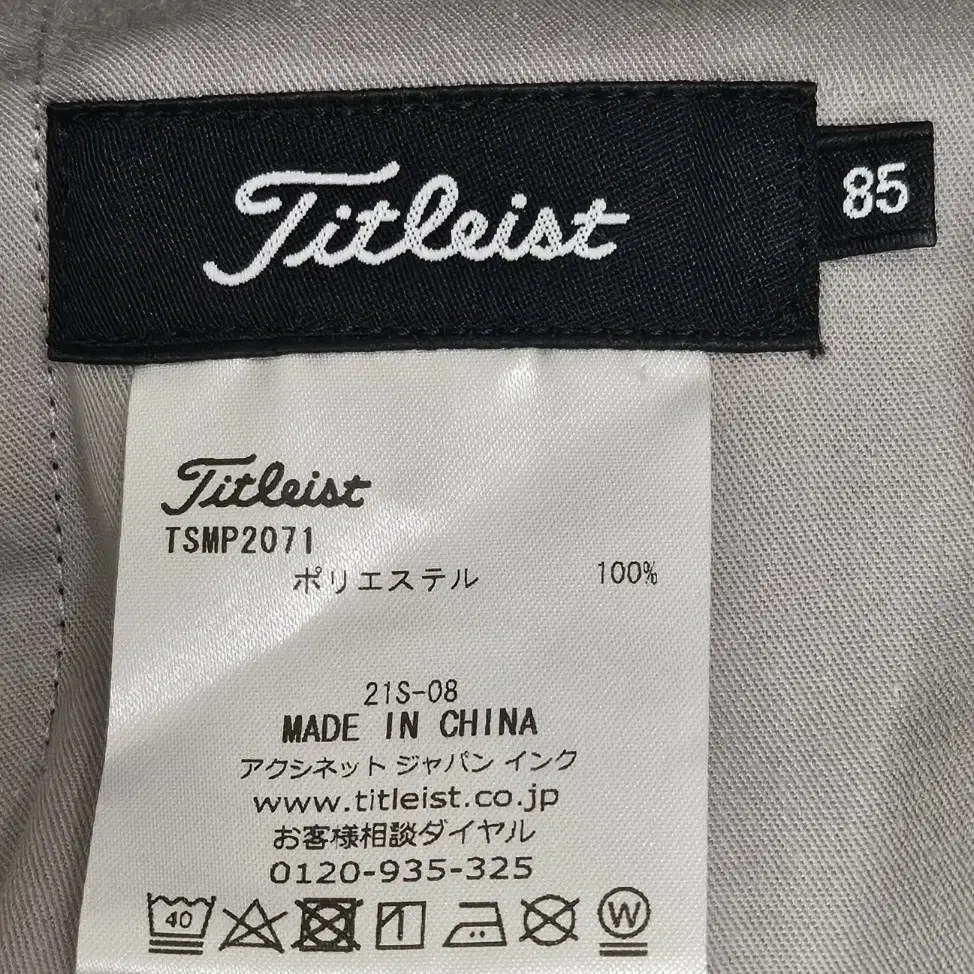 Titleist
85
Titleist
TSMP2071
ポリエステル 100%
21S-08
MADE IN CHINA
アクシネット ジャパン インク
www.titleist.co.jp
お客様相談ダイヤル
0120-935-325
40
W